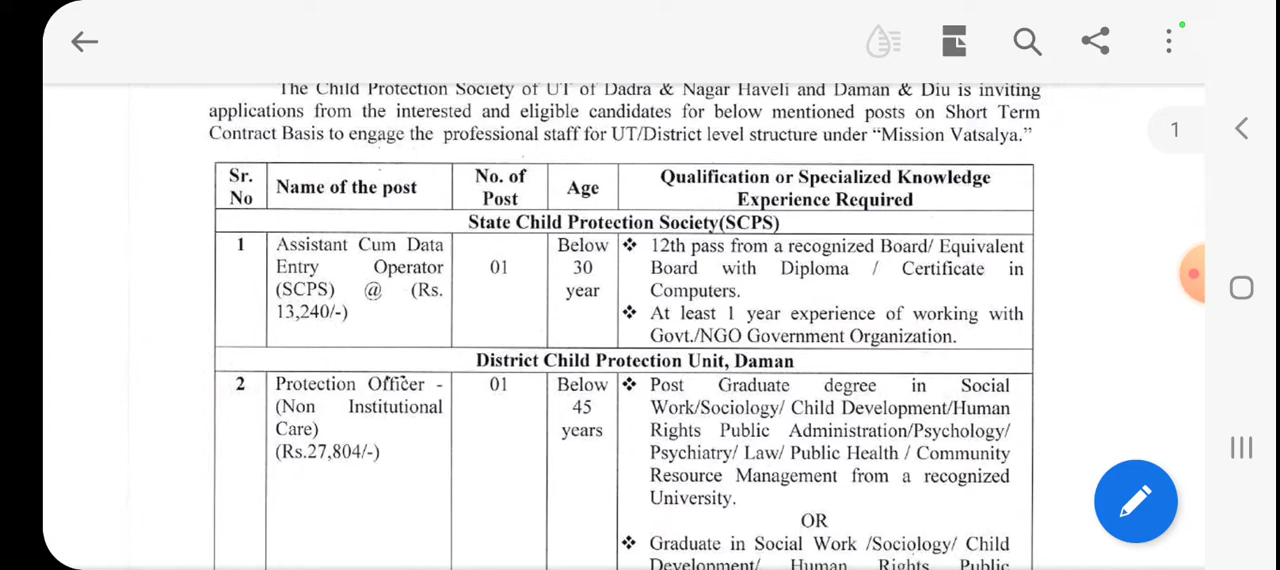 1
The Child Protection Society of UT of Dadra & Nagar Haveli and Daman & Diu is inviting
applications from the interested and eligible candidates for below mentioned posts on Short Term
Contract Basis to engage the professional staff for UT/District level structure under “Mission Vatsalya.”
Sr. No
Name of the post
No. of Post
Age
Qualification or Specialized Knowledge
Experience Required
State Child Protection Society(SCPS)
1
Assistant Cum Data
Entry Operator
(SCPS) @ (Rs.
13,240/-)
01
Below
30
year
❖ 12th pass from a recognized Board/ Equivalent
Board with Diploma / Certificate in
Computers.
❖ At least 1 year experience of working with
Govt./NGO Government Organization.
District Child Protection Unit, Daman
2
Protection Officer -
(Non Institutional
Care)
(Rs.27,804/-)
01
Below
45
years
❖ Post Graduate degree in Social
Work/Sociology/ Child Development/Human
Rights Public Administration/Psychology/
Psychiatry/ Law/ Public Health / Community
Resource Management from a recognized
University.
OR
❖ Graduate in Social Work /Sociology/ Child
Development/ Human Rights Public